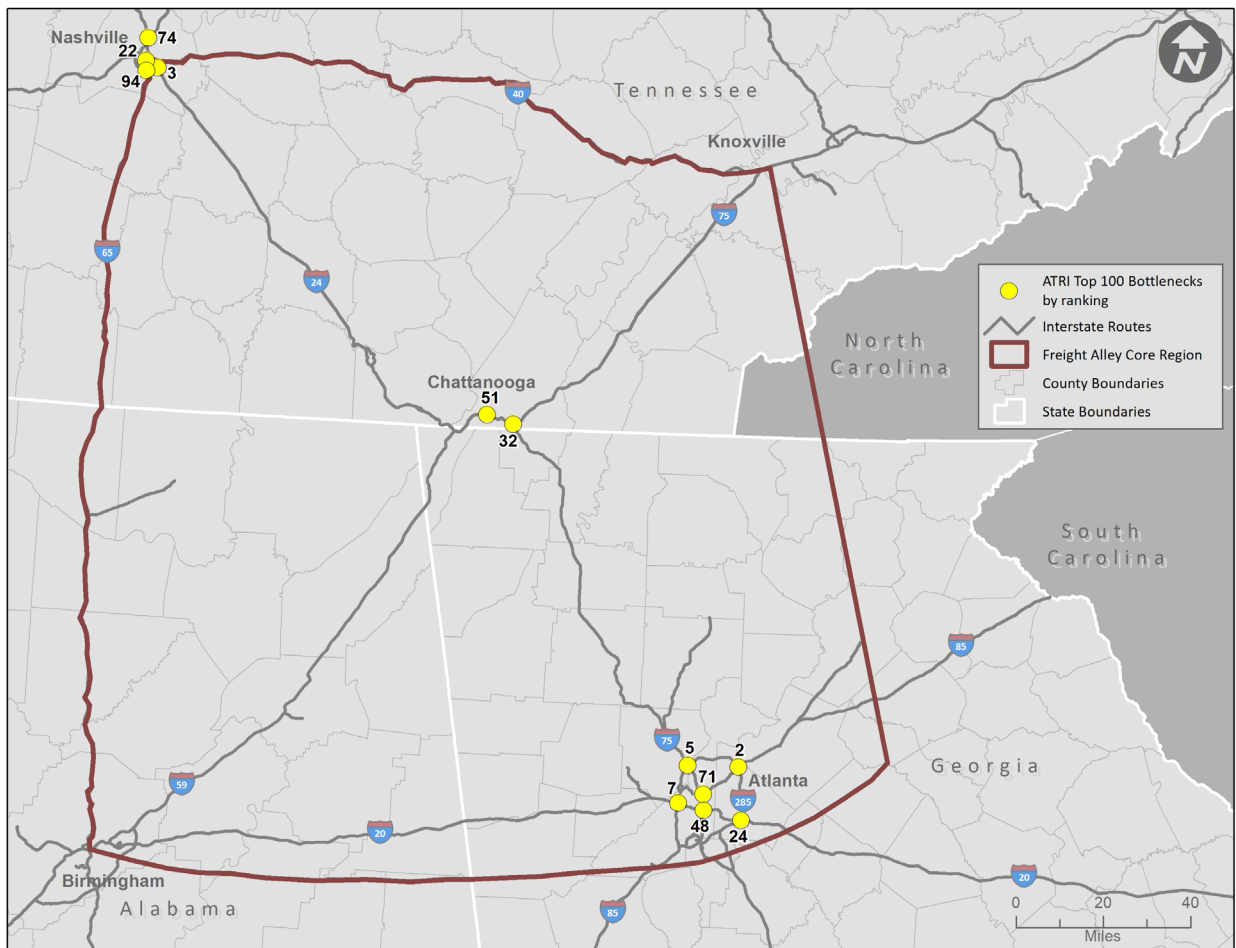 Nashville
74
22
3
94
40
Tennessee
N
Knoxville
75
65
24
ATRI Top 100 Bottlenecks
by ranking
Interstate Routes
Freight Alley Core Region
County Boundaries
State Boundaries
North
Carolina
Chattanooga
51
32
South
Carolina
85
75
5
2
Georgia
71
Atlanta
7
59
285
48
24
20
Birmingham
Alabama
20
85
0 20 40
Miles